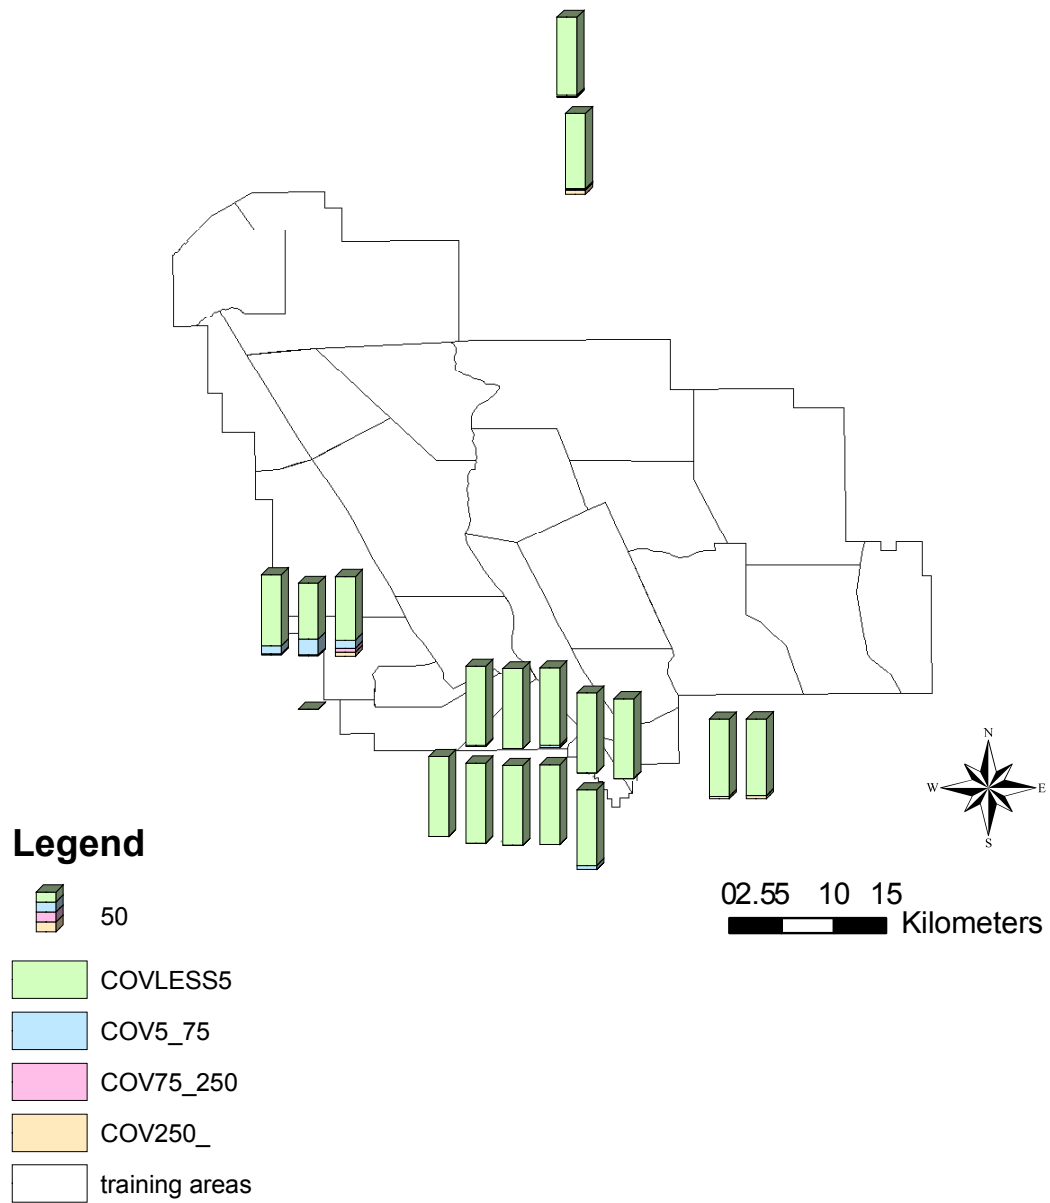 N
W E
S
Legend
02.55 10 15
Kilometers
50
COVLESS5
COV5_75
COV75_250
COV250_
training areas